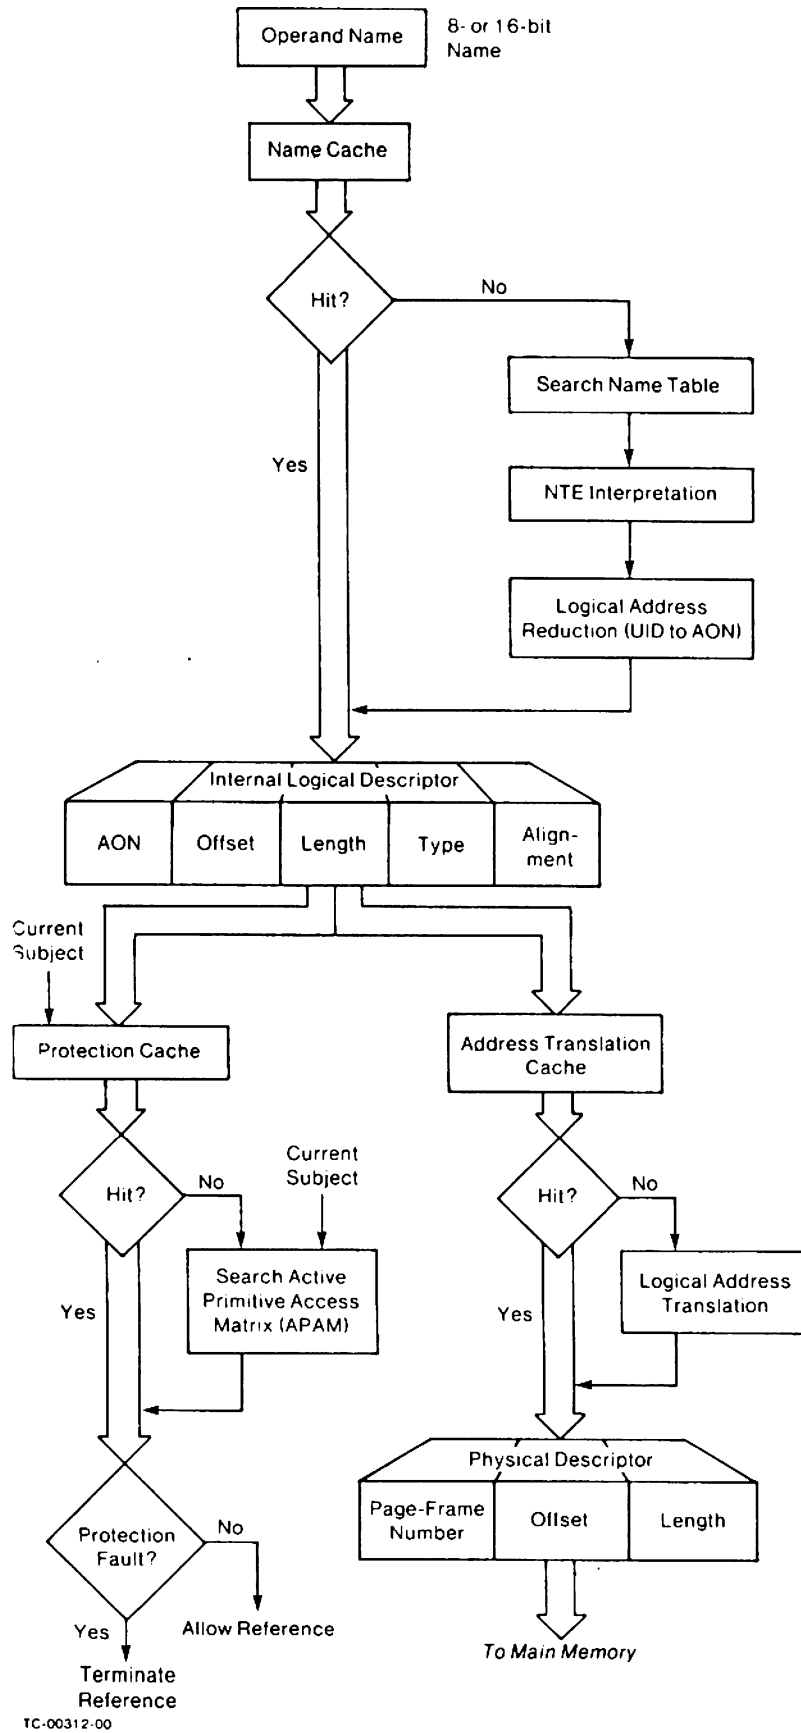 Operand Name
8- or 16-bit
Name
Name Cache
Hit?
No
Search Name Table
Yes
NTE Interpretation
Logical Address
Reduction (UID to AON)
Internal Logical Descriptor
AON
Offset
Length
Type
Align-
ment
Current
Subject
Protection Cache
Address Translation
Cache
Hit?
No
Current
Subject
Hit?
No
Yes
Search Active
Primitive Access
Matrix (APAM)
Yes
Logical Address
Translation
Physical Descriptor
Page-Frame
Number
Offset
Length
Protection
Fault?
No
Yes
Allow Reference
To Main Memory
Terminate
Reference
TC-00312-00